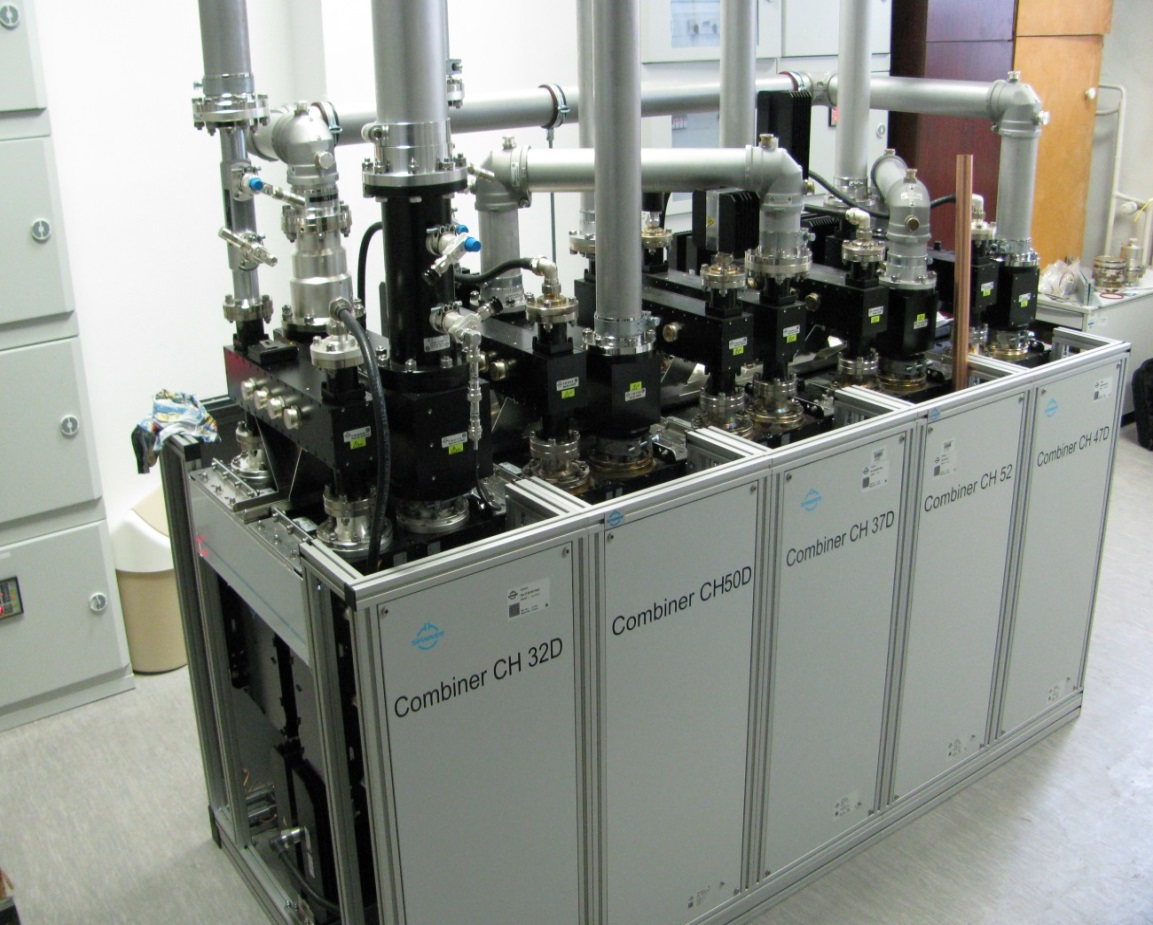 Combiner CH 32D
Combiner CH50D
Combiner CH 37D
Combiner CH 52
Combiner CH 47D